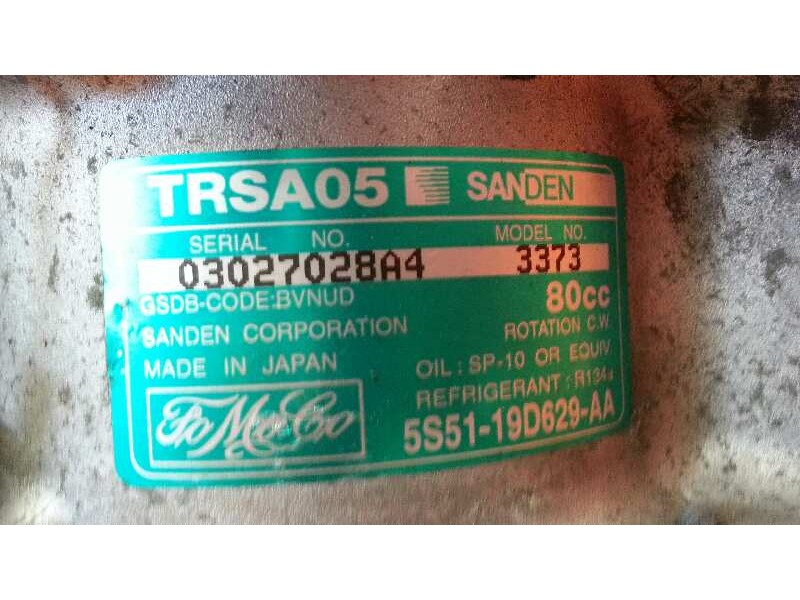 TRSA05 SANDEN
SERIAL NO. MODEL NO.
03027028A4 3373
GSDB-CODE:BVNUD 80cc
SANDEN CORPORATION ROTATION C.W.
MADE IN JAPAN OIL : SP-10 OR EQUIV.
REFRIGERANT : R134a
FoMoCo 5S51-19D629-AA